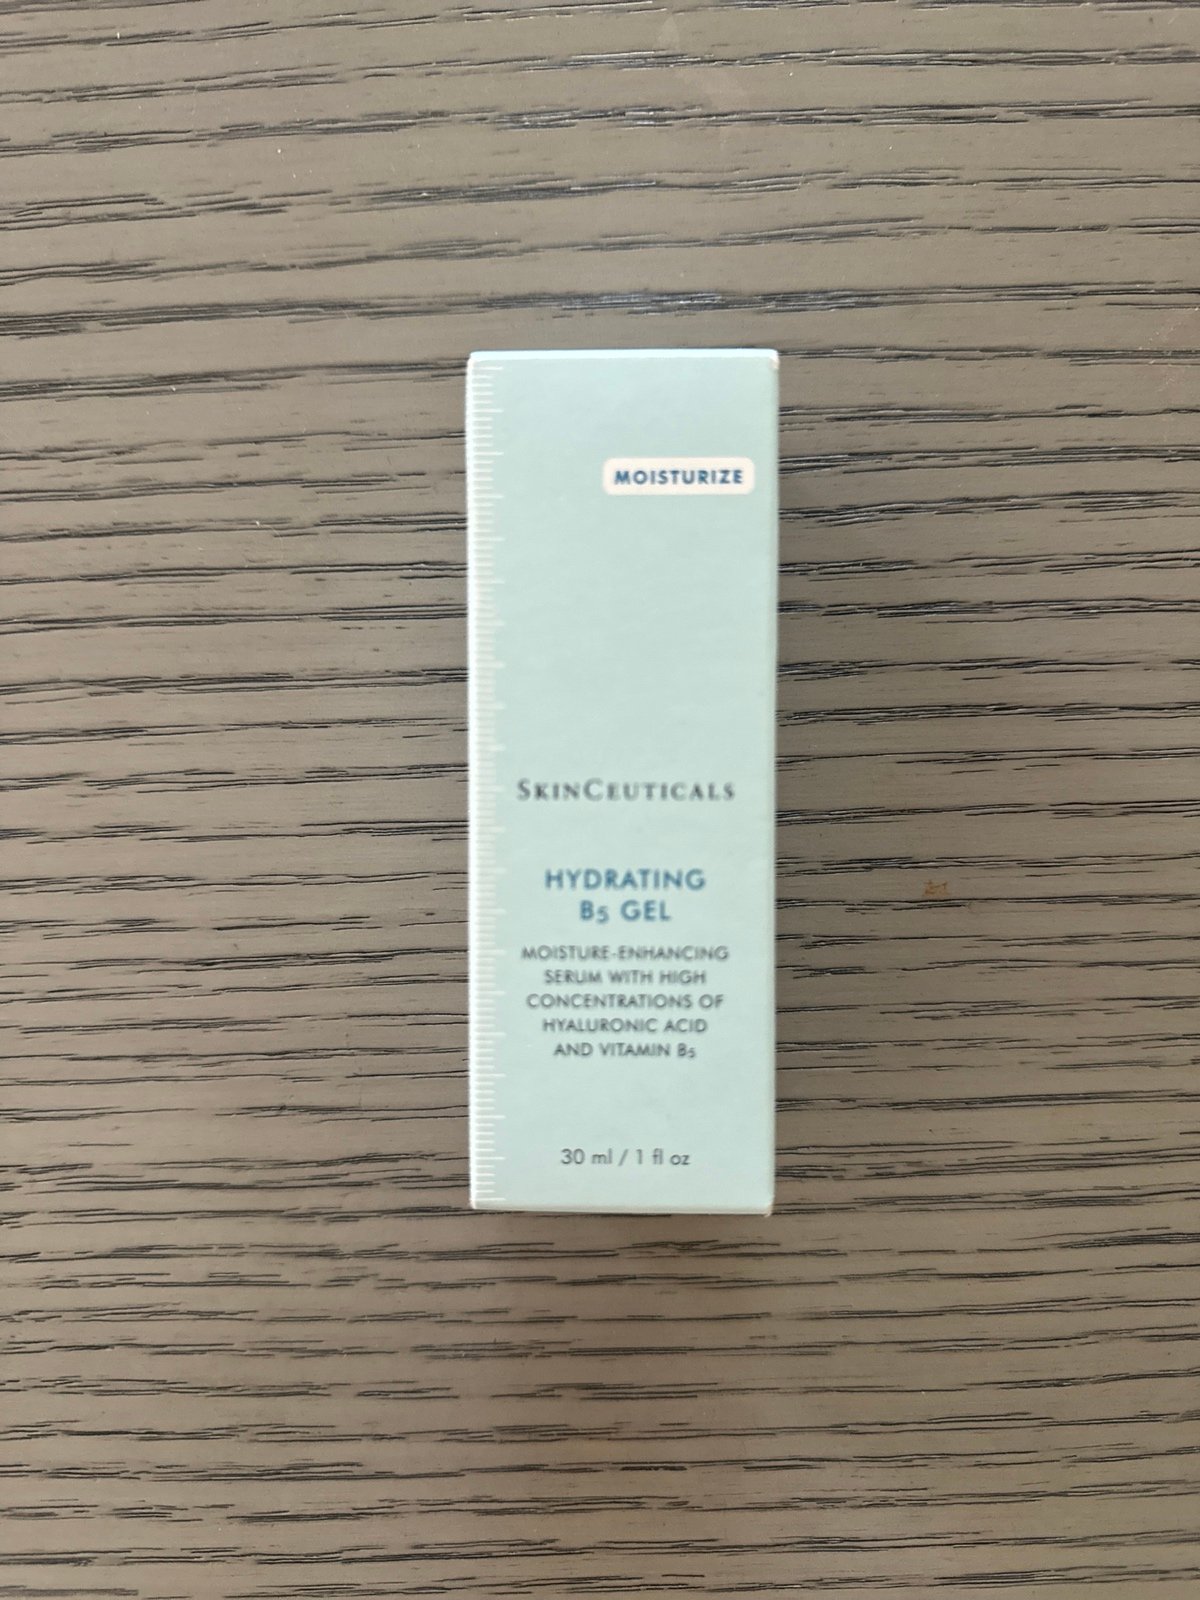 MOISTURIZE
SKINCEUTICALS
HYDRATING
B5 GEL
MOISTURE-ENHANCING
SERUM WITH HIGH
CONCENTRATIONS OF
HYALURONIC ACID
AND VITAMIN B5
30 ml / 1 fl oz